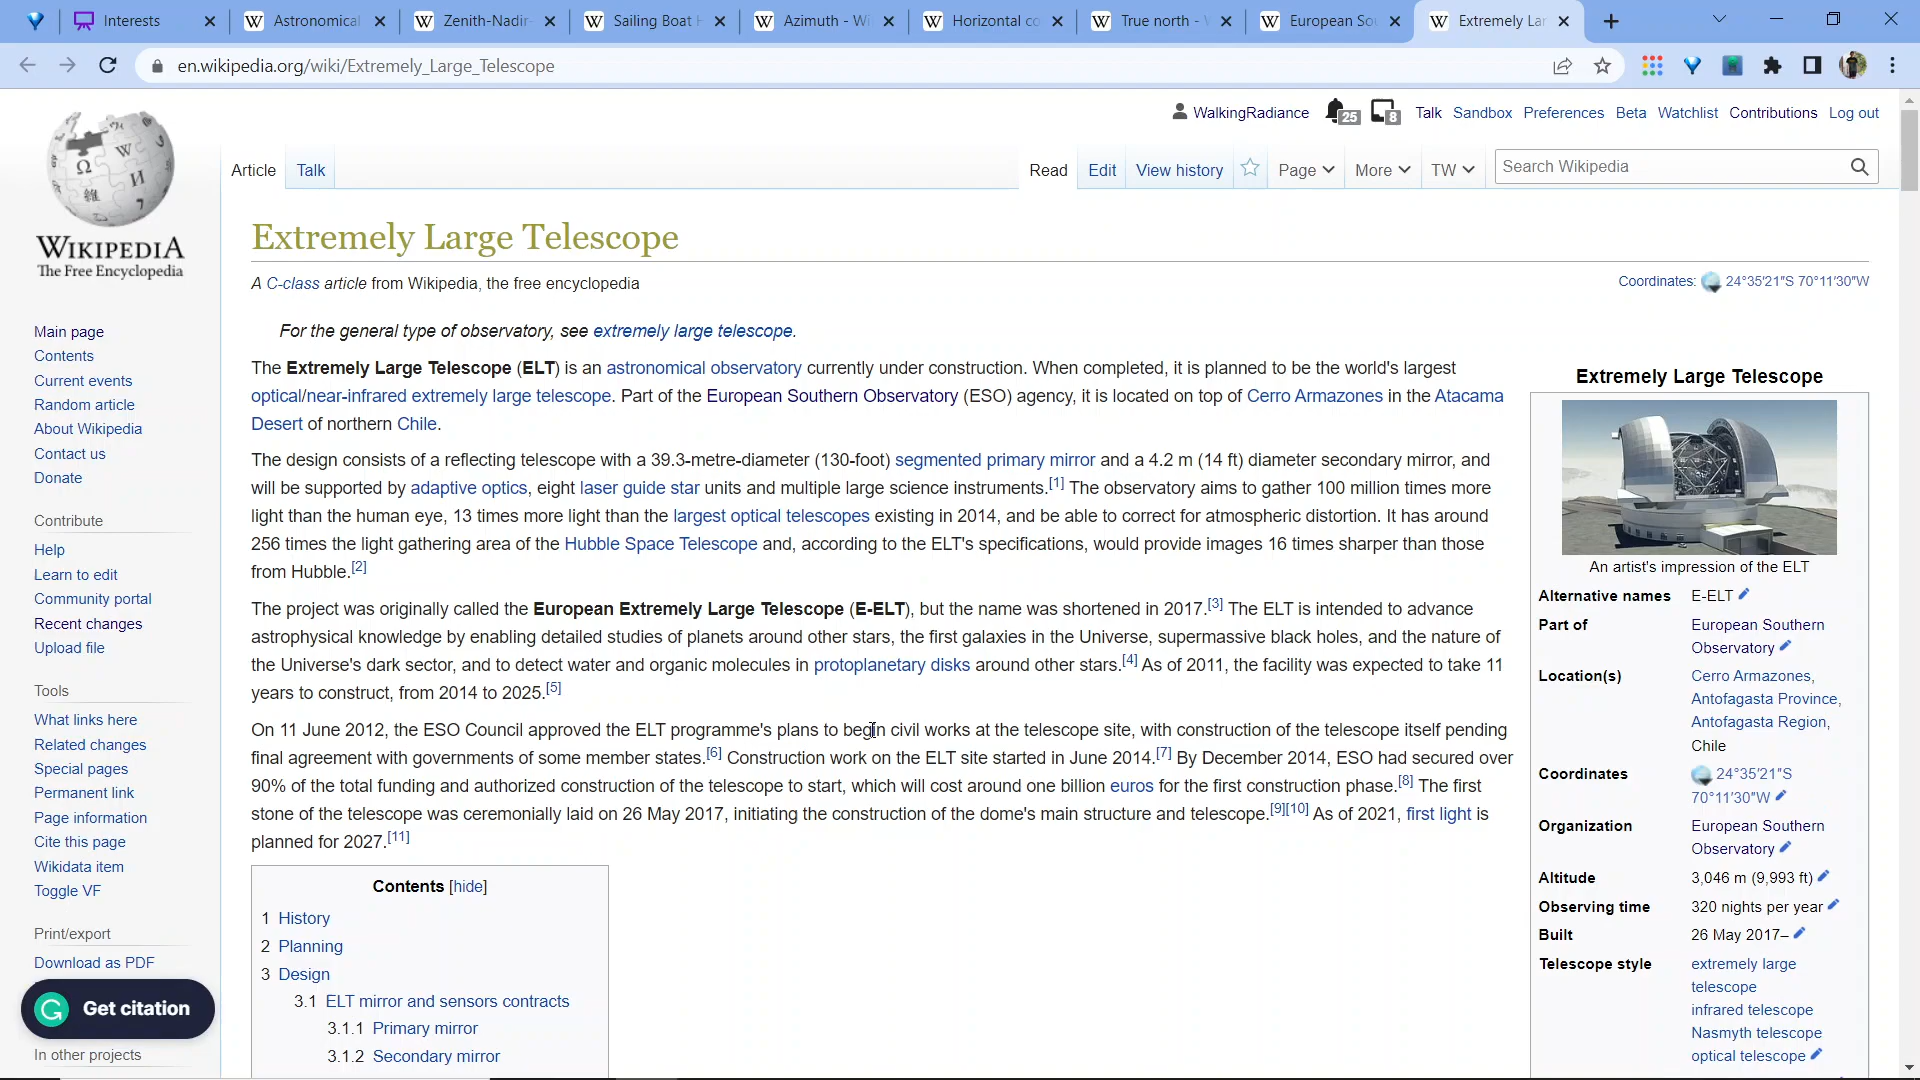 Interests
Astronomical
Zenith-Nadir-
Sailing Boat
Azimuth - Wi
Horizontal co
True north -
European Sou
Extremely Lar
en.wikipedia.org/wiki/Extremely_Large_Telescope
WalkingRadiance 25 8 Talk Sandbox Preferences Beta Watchlist Contributions Log out
WIKIPEDIA
The Free Encyclopedia
Article Talk Read Edit View history Page More TW Search Wikipedia
Extremely Large Telescope
A C-class article from Wikipedia, the free encyclopedia
Coordinates: 24°35′21″S 70°11′30″W
For the general type of observatory, see extremely large telescope.
The Extremely Large Telescope (ELT) is an astronomical observatory currently under construction. When completed, it is planned to be the world's largest
optical/near-infrared extremely large telescope. Part of the European Southern Observatory (ESO) agency, it is located on top of Cerro Armazones in the Atacama
Desert of northern Chile.
The design consists of a reflecting telescope with a 39.3-metre-diameter (130-foot) segmented primary mirror and a 4.2 m (14 ft) diameter secondary mirror, and
will be supported by adaptive optics, eight laser guide star units and multiple large science instruments.[1] The observatory aims to gather 100 million times more
light than the human eye, 13 times more light than the largest optical telescopes existing in 2014, and be able to correct for atmospheric distortion. It has around
256 times the light gathering area of the Hubble Space Telescope and, according to the ELT's specifications, would provide images 16 times sharper than those
from Hubble.[2]
The project was originally called the European Extremely Large Telescope (E-ELT), but the name was shortened in 2017.[3] The ELT is intended to advance
astrophysical knowledge by enabling detailed studies of planets around other stars, the first galaxies in the Universe, supermassive black holes, and the nature of
the Universe's dark sector, and to detect water and organic molecules in protoplanetary disks around other stars.[4] As of 2011, the facility was expected to take 11
years to construct, from 2014 to 2025.[5]
On 11 June 2012, the ESO Council approved the ELT programme's plans to begin civil works at the telescope site, with construction of the telescope itself pending
final agreement with governments of some member states.[6] Construction work on the ELT site started in June 2014.[7] By December 2014, ESO had secured over
90% of the total funding and authorized construction of the telescope to start, which will cost around one billion euros for the first construction phase.[8] The first
stone of the telescope was ceremonially laid on 26 May 2017, initiating the construction of the dome's main structure and telescope.[9][10] As of 2021, first light is
planned for 2027.[11]
Contents [hide]
1 History
2 Planning
3 Design
3.1 ELT mirror and sensors contracts
3.1.1 Primary mirror
3.1.2 Secondary mirror
Extremely Large Telescope
An artist's impression of the ELT
Alternative names E-ELT
Part of European Southern
Observatory
Location(s) Cerro Armazones,
Antofagasta Province,
Antofagasta Region,
Chile
Coordinates 24°35′21″S
70°11′30″W
Organization European Southern
Observatory
Altitude 3,046 m (9,993 ft)
Observing time 320 nights per year
Built 26 May 2017–
Telescope style extremely large
telescope
infrared telescope
Nasmyth telescope
optical telescope
Main page
Contents
Current events
Random article
About Wikipedia
Contact us
Donate
Contribute
Help
Learn to edit
Community portal
Recent changes
Upload file
Tools
What links here
Related changes
Special pages
Permanent link
Page information
Cite this page
Wikidata item
Toggle VF
Print/export
Download as PDF
Get citation
In other projects